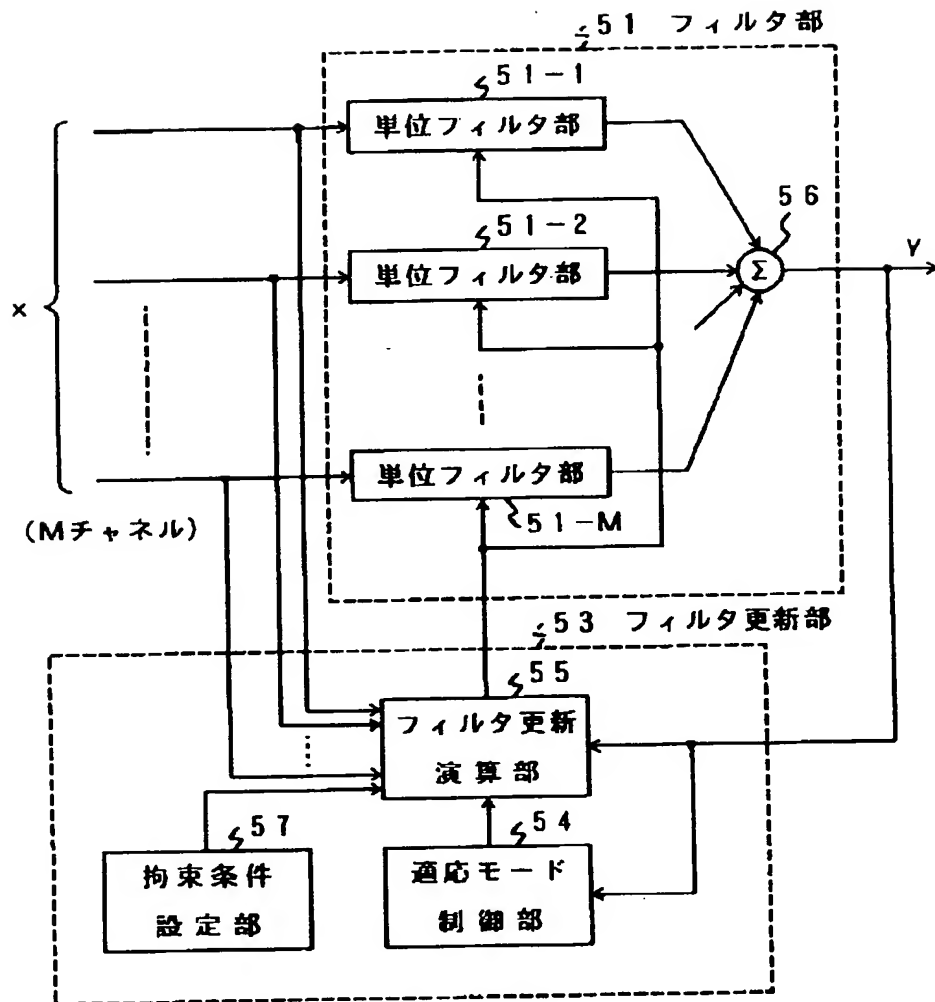 51 フィルタ部
51-1
単位フィルタ部
56
51-2
単位フィルタ部
Σ
Y
x
単位フィルタ部
51-M
(Mチャネル)
53 フィルタ更新部
55
フィルタ更新
演算部
57
拘束条件
設定部
54
適応モード
制御部